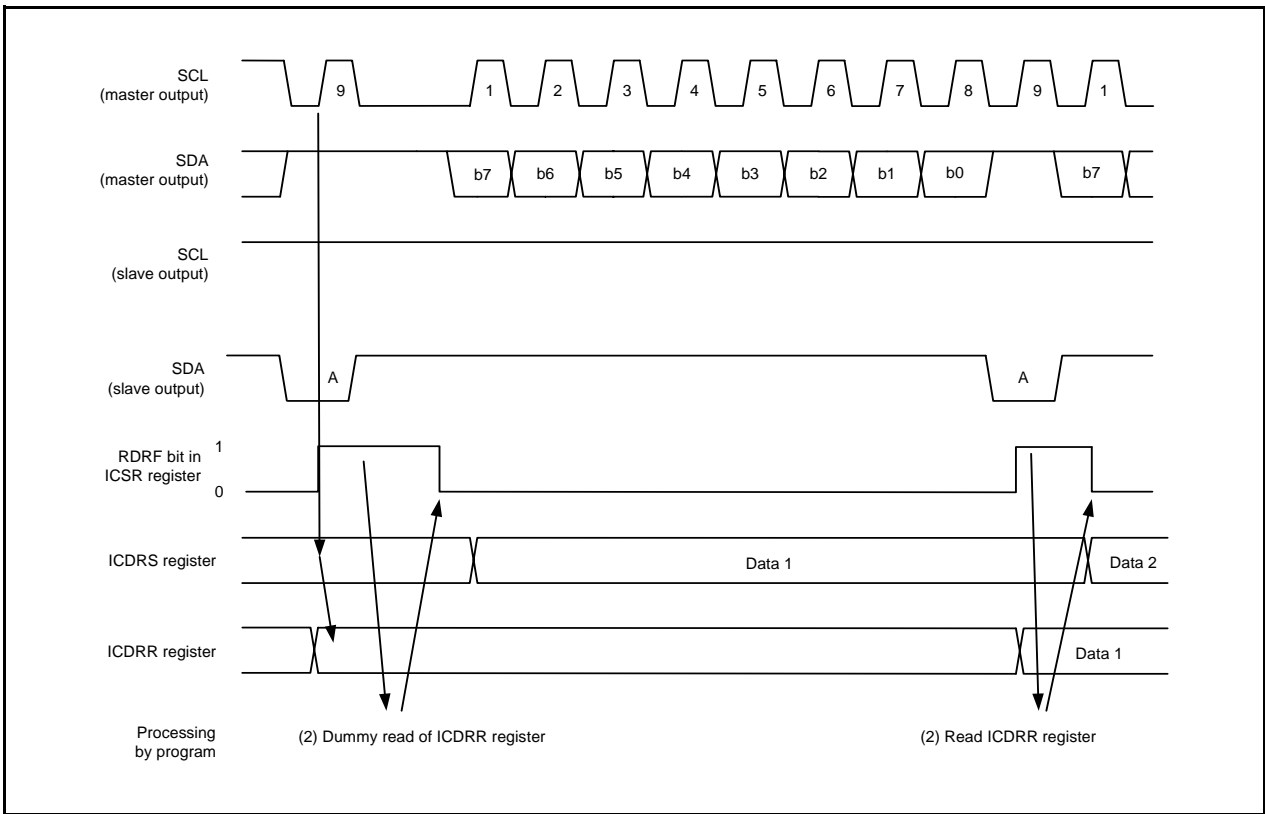 SCL
(master output)
9
1
2
3
4
5
6
7
8
9
1
SDA
(master output)
b7
b6
b5
b4
b3
b2
b1
b0
b7
SCL
(slave output)
SDA
(slave output)
A
A
RDRF bit in
ICSR register
1
0
ICDRS register
Data 1
Data 2
ICDRR register
Data 1
Processing
by program
(2) Dummy read of ICDRR register
(2) Read ICDRR register